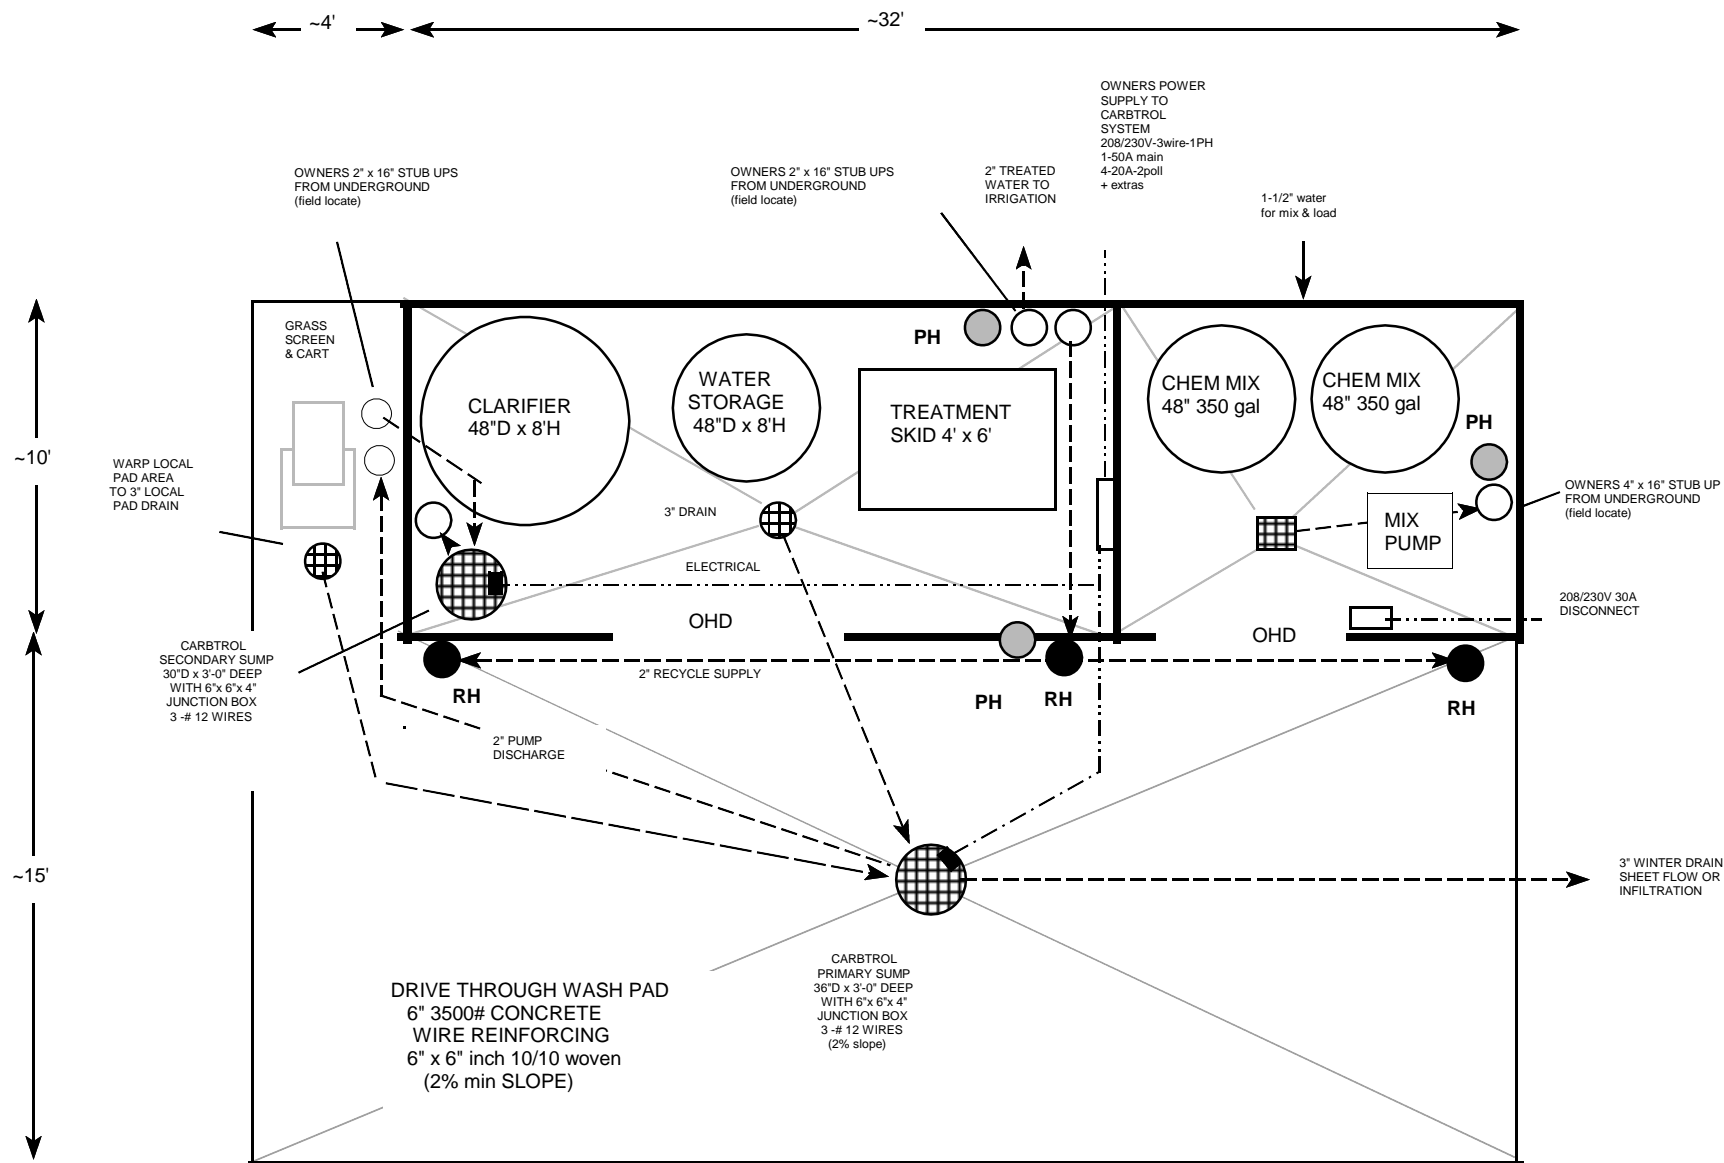 ~4'
~32'
OWNERS POWER
SUPPLY TO
CARBTROL
SYSTEM
208/230V-3wire-1PH
1-50A main
4-20A-2poll
+ extras
OWNERS 2" x 16" STUB UPS
FROM UNDERGROUND
(field locate)
OWNERS 2" x 16" STUB UPS
FROM UNDERGROUND
(field locate)
2" TREATED
WATER TO
IRRIGATION
1-1/2" water
for mix & load
GRASS
SCREEN
& CART
PH
CLARIFIER
48"D x 8'H
WATER
STORAGE
48"D x 8'H
TREATMENT
SKID 4' x 6'
CHEM MIX
48" 350 gal
CHEM MIX
48" 350 gal
PH
~10'
WARP LOCAL
PAD AREA
TO 3" LOCAL
PAD DRAIN
3" DRAIN
MIX
PUMP
OWNERS 4" x 16" STUB UP
FROM UNDERGROUND
(field locate)
ELECTRICAL
OHD
OHD
208/230V 30A
DISCONNECT
CARBTROL
SECONDARY SUMP
30"D x 3'-0" DEEP
WITH 6"x 6"x 4"
JUNCTION BOX
3 -# 12 WIRES
2" RECYCLE SUPPLY
RH
PH
RH
RH
2" PUMP
DISCHARGE
~15'
3" WINTER DRAIN
SHEET FLOW OR
INFILTRATION
CARBTROL
PRIMARY SUMP
36"D x 3'-0" DEEP
WITH 6"x 6"x 4"
JUNCTION BOX
3 -# 12 WIRES
(2% slope)
DRIVE THROUGH WASH PAD
6" 3500# CONCRETE
WIRE REINFORCING
6" x 6" inch 10/10 woven
(2% min SLOPE)